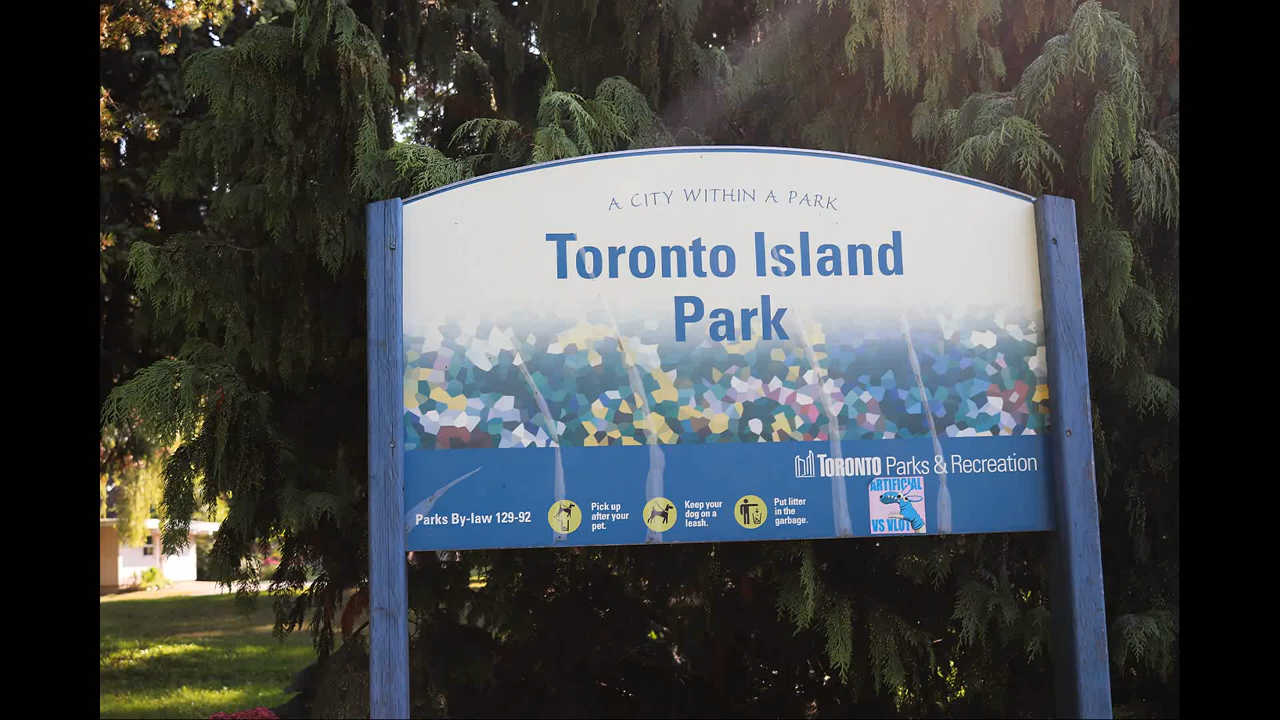 A CITY WITHIN A PARK
Toronto Island
Park
TORONTO Parks & Recreation
ARTIFICIAL
VS VLOT
Parks By-law 129-92
Pick up
after your
pet.
Keep your
dog on a
leash.
Put litter
in the
garbage.